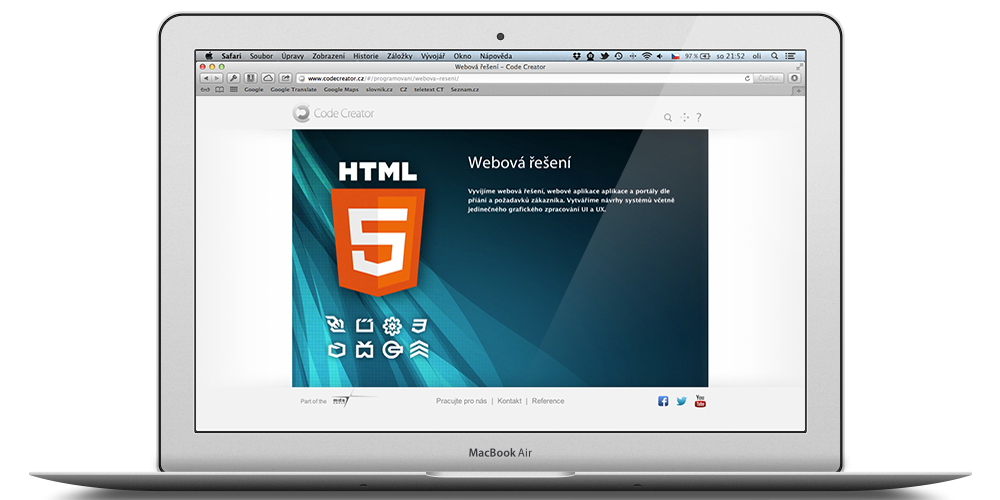 Safari Soubor Úpravy Zobrazení Historie Záložky Vývojář Okno Nápověda 97 % so 21:52 oli
Webová řešení – Code Creator
www.codecreator.cz/#/programovani/webova-reseni/ Čtečka
Google Google Translate Google Maps slovnik.cz CZ teletext CT Seznam.cz
Code Creator ?
HTML
5
Webová řešení
Vyvíjíme webová řešení, webové aplikace aplikace a portály dle
přání a požadavků zákazníka. Vytváříme návrhy systémů včetně
jedinečného grafického zpracování UI a UX.
Part of the
Pracujte pro nás | Kontakt | Reference
You Tube
MacBook Air